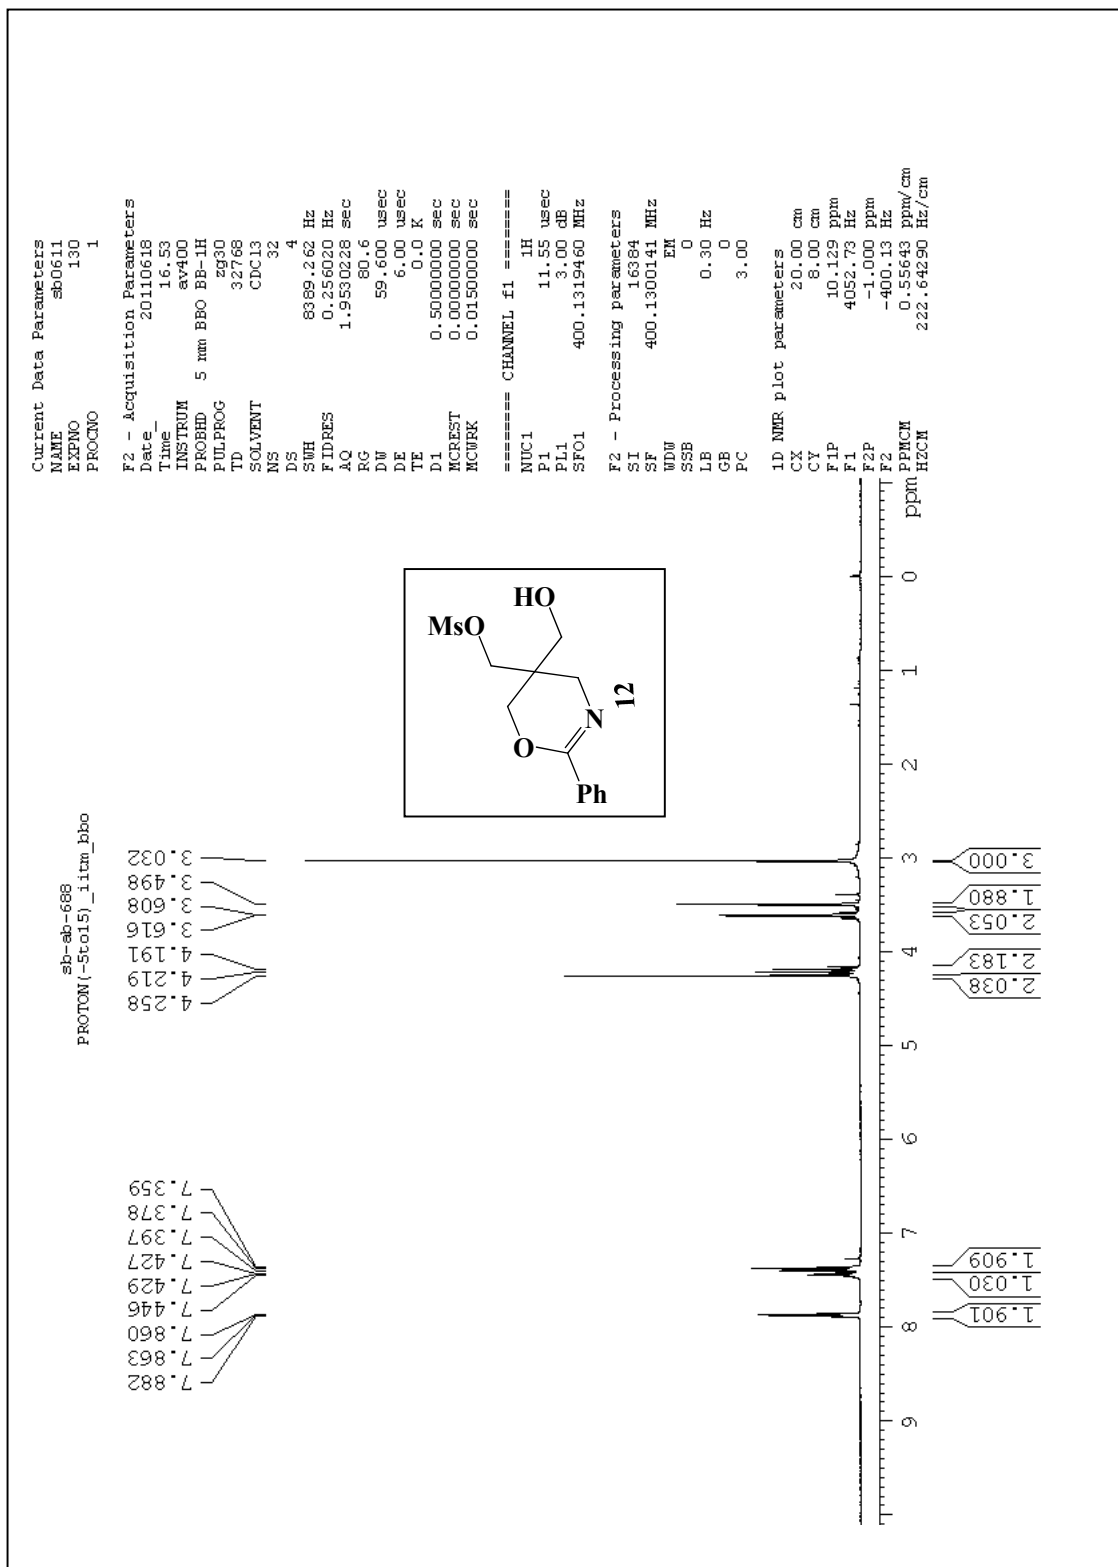 sb-ab-688
PROTON(-5to15)_iitm_bbo
7.882
7.863
7.860
7.446
7.429
7.427
7.397
7.378
7.359
4.258
4.219
4.191
3.616
3.608
3.498
3.032
HO
MsO
O
N
Ph
12
9
8
7
6
5
4
3
2
1
0
ppm
1.901
1.030
1.909
2.038
2.183
2.053
1.880
3.000
Current Data Parameters
NAME sb0611
EXPNO 130
PROCNO 1
F2 - Acquisition Parameters
Date_ 20110618
Time 16.53
INSTRUM av400
PROBHD 5 mm BBO BB-1H
PULPROG zg30
TD 32768
SOLVENT CDCl3
NS 32
DS 4
SWH 8389.262 Hz
FIDRES 0.256020 Hz
AQ 1.9530228 sec
RG 80.6
DW 59.600 usec
DE 6.00 usec
TE 0.0 K
D1 0.50000000 sec
MCREST 0.00000000 sec
MCWRK 0.01500000 sec
======== CHANNEL f1 ========
NUC1 1H
P1 11.55 usec
PL1 3.00 dB
SFO1 400.1319460 MHz
F2 - Processing parameters
SI 16384
SF 400.1300141 MHz
WDW EM
SSB 0
LB 0.30 Hz
GB 0
PC 3.00
1D NMR plot parameters
CX 20.00 cm
CY 8.00 cm
F1P 10.129 ppm
F1 4052.73 Hz
F2P -1.000 ppm
F2 -400.13 Hz
PPMCM 0.55643 ppm/cm
HZCM 222.64290 Hz/cm